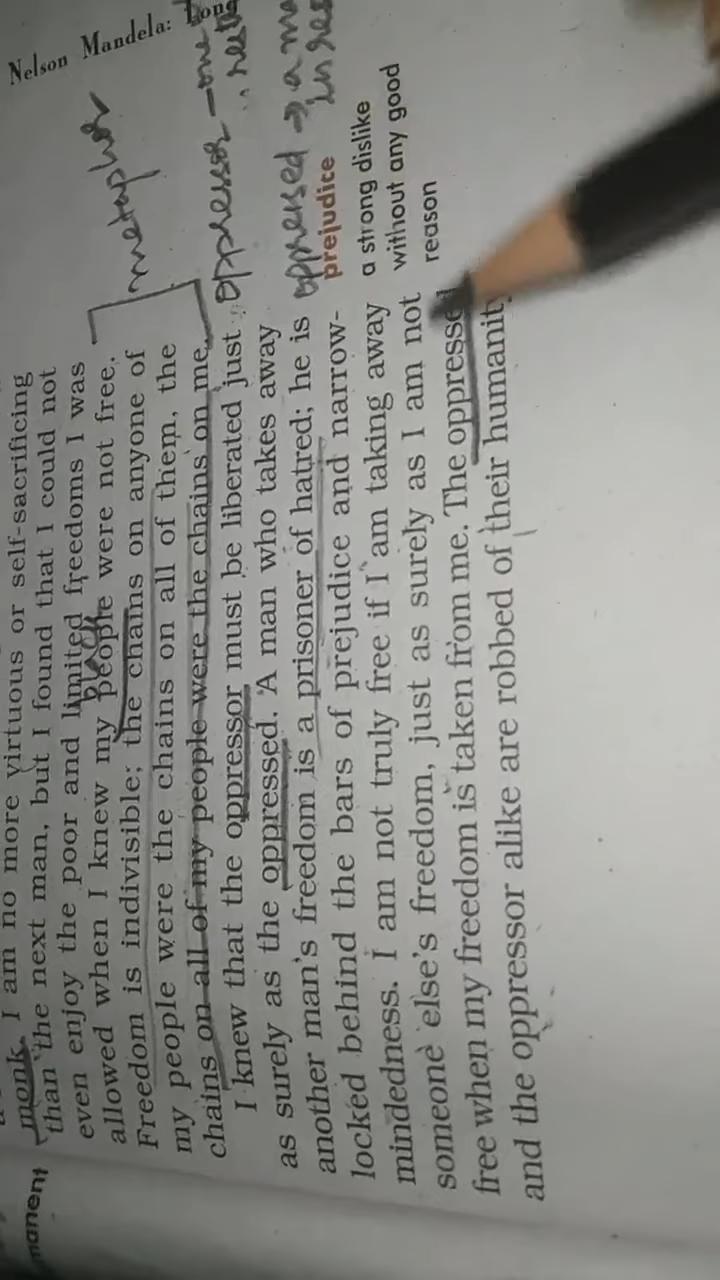 Nelson Mandela: Long
monk. I am no more virtuous or self-sacrificing
than the next man, but I found that I could not
even enjoy the poor and limited freedoms I was
black
allowed when I knew my people were not free.
metaphor
Freedom is indivisible; the chains on anyone of
my people were the chains on all of them, the
chains on all of my people were the chains on me.
oppressor - one
I knew that the oppressor must be liberated just
as surely as the oppressed. A man who takes away
oppressed → a
another man's freedom is a prisoner of hatred; he is
prejudice
locked behind the bars of prejudice and narrow-
a strong dislike
mindedness. I am not truly free if I am taking away
without any good
someone else's freedom, just as surely as I am not
reason
free when my freedom is taken from me. The oppressed
and the oppressor alike are robbed of their humanity
manent